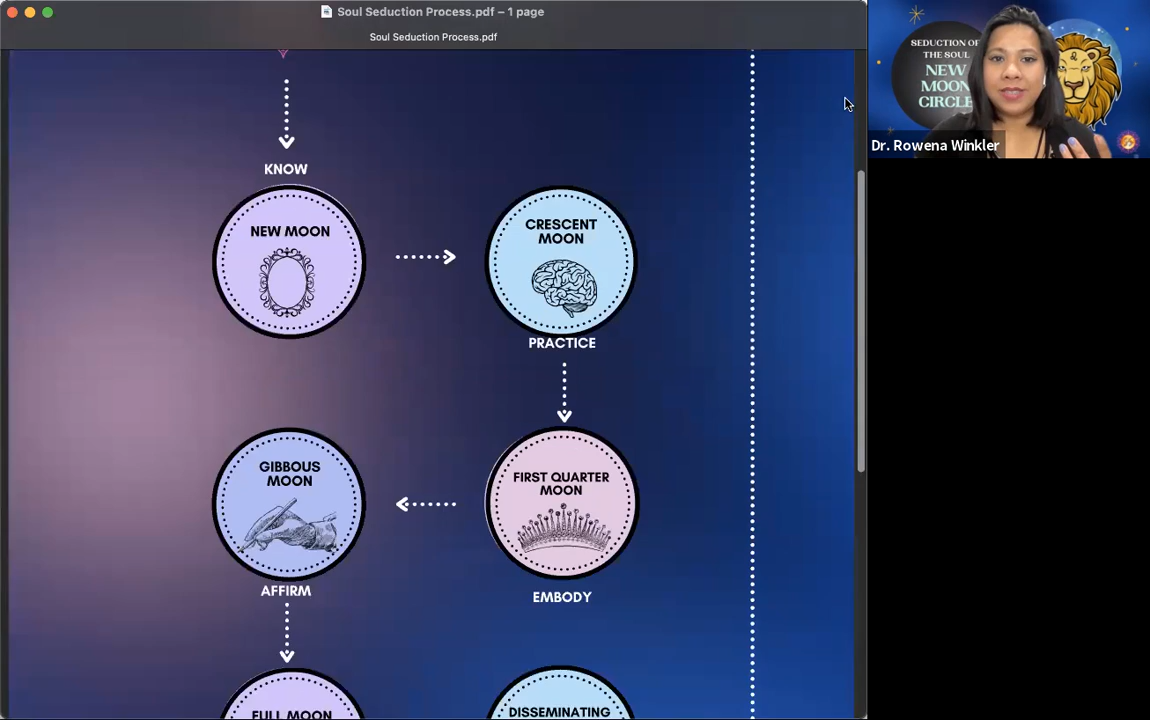 Soul Seduction Process.pdf – 1 page
Soul Seduction Process.pdf
KNOW
NEW MOON
CRESCENT
MOON
PRACTICE
GIBBOUS
MOON
FIRST QUARTER
MOON
AFFIRM
EMBODY
FULL MOON
DISSEMINATING
SEDUCTION OF
THE SOUL
NEW
MOON
CIRCLE
Dr. Rowena Winkler